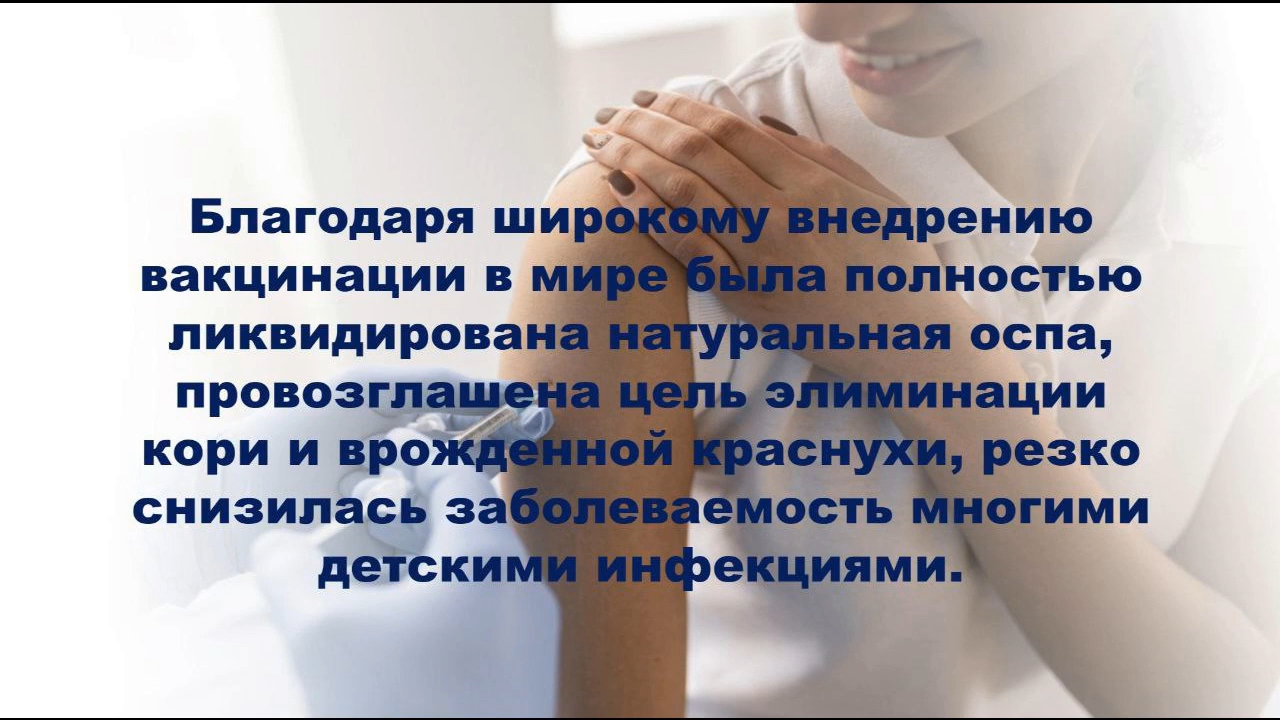 Благодаря широкому внедрению
вакцинации в мире была полностью
ликвидирована натуральная оспа,
провозглашена цель элиминации
кори и врожденной краснухи, резко
снизилась заболеваемость многими
детскими инфекциями.